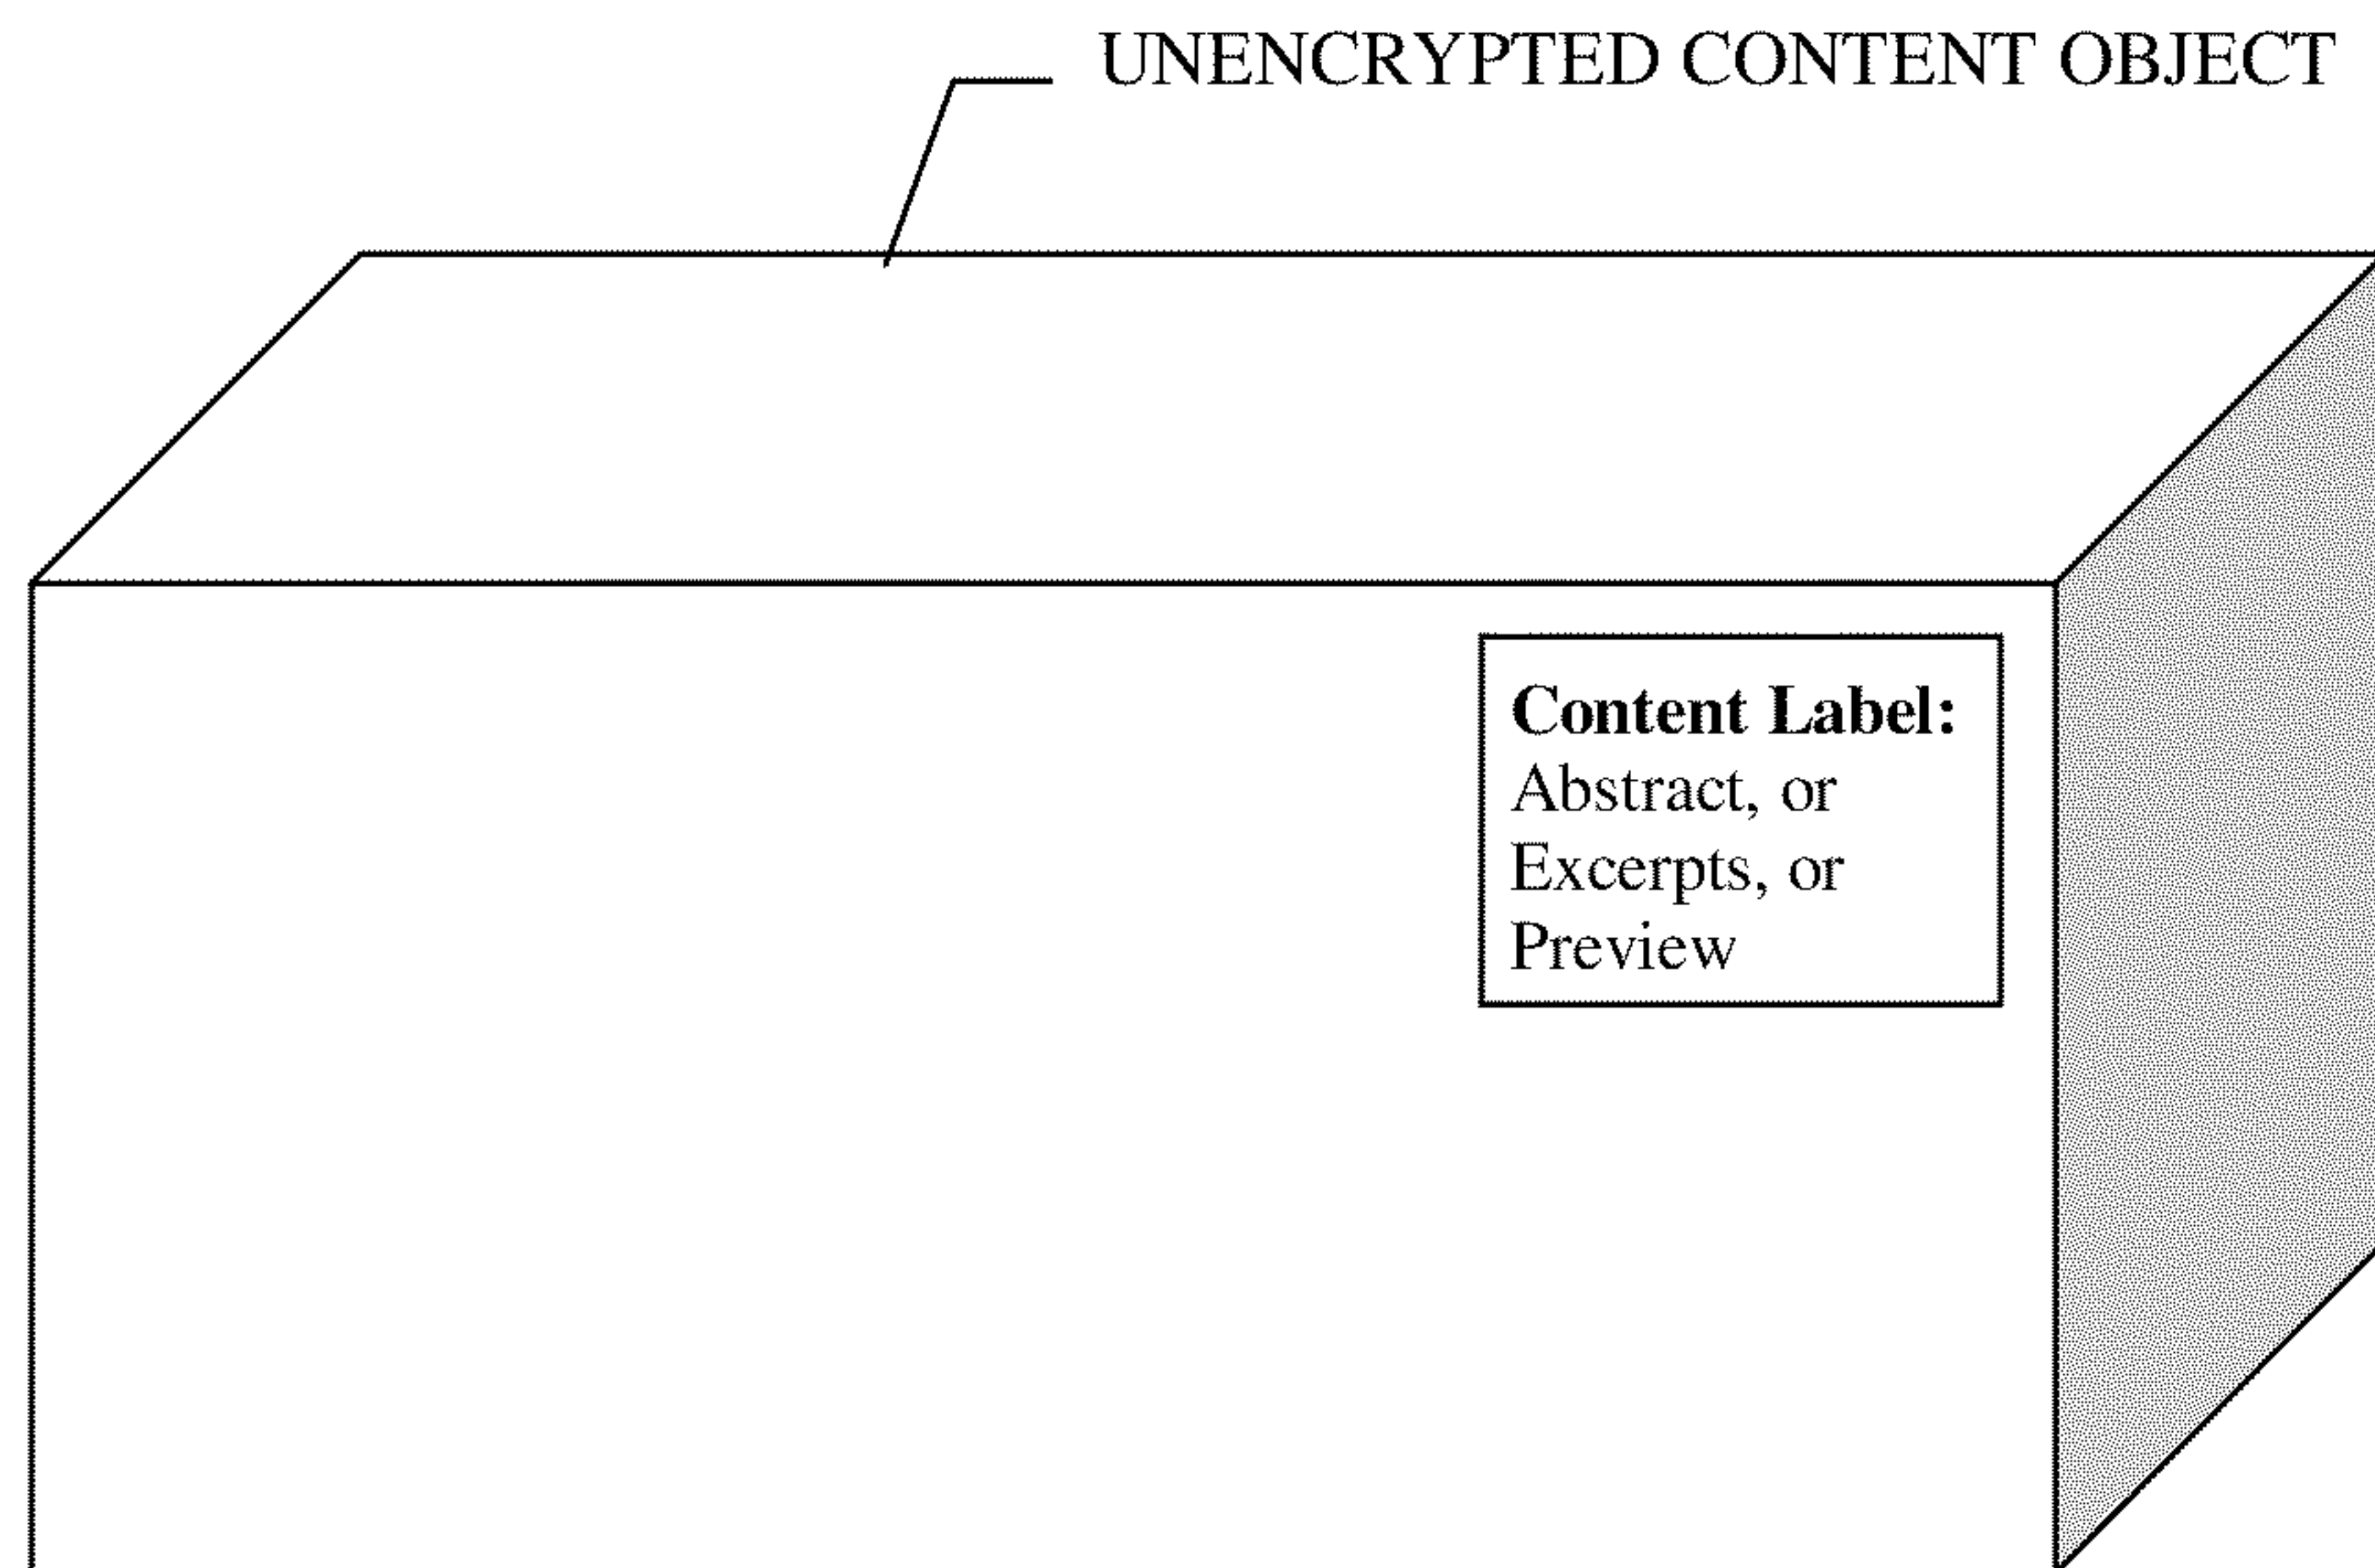 UNENCRYPTED CONTENT OBJECT
Content Label:
Abstract, or
Excerpts, or
Preview